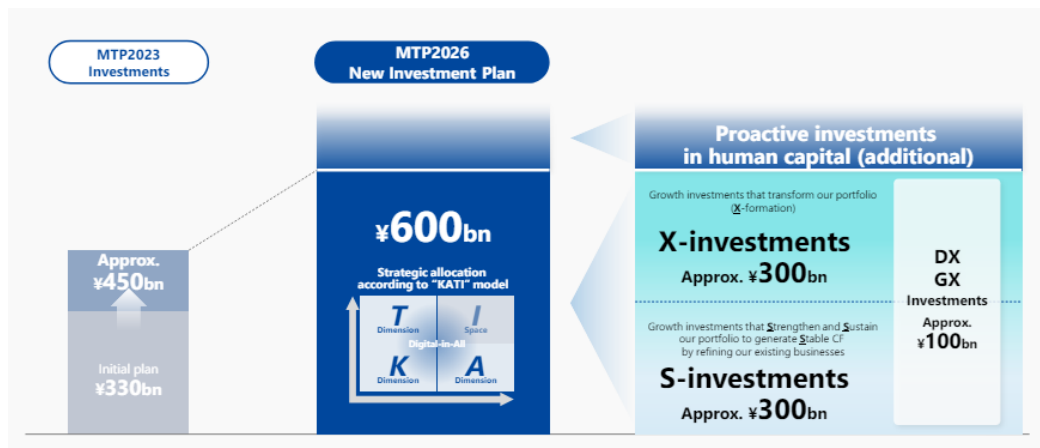 MTP2023
Investments
MTP2026
New Investment Plan
Approx.
¥450bn
Initial plan
¥330bn
¥600bn
Strategic allocation
according to “KATI” model
T
Dimension
I
Space
Digital-in-All
K
Dimension
A
Dimension
Proactive investments
in human capital (additional)
Growth investments that transform our portfolio
(X-formation)
X-investments
Approx. ¥300bn
Growth investments that Strengthen and Sustain
our portfolio to generate Stable CF
by refining our existing businesses
S-investments
Approx. ¥300bn
DX
GX
Investments
Approx.
¥100bn